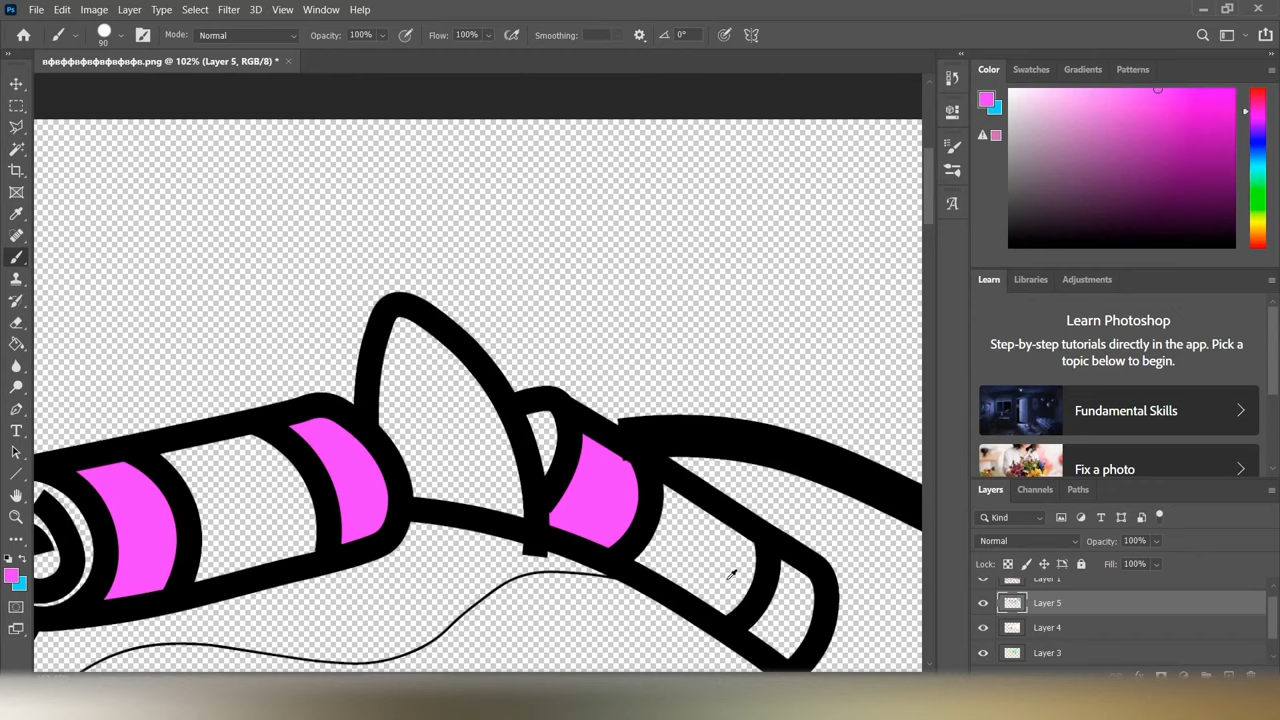 Ps File Edit Image Layer Type Select Filter 3D View Window Help
90 Mode: Normal Opacity: 100% Flow: 100% Smoothing: 0°
вфвффвфвфвфвфвфв.png @ 102% (Layer 5, RGB/8) *
Color Swatches Gradients Patterns
Learn Libraries Adjustments
Learn Photoshop
Step-by-step tutorials directly in the app. Pick a
topic below to begin.
Fundamental Skills
Fix a photo
Layers Channels Paths
Kind
Normal Opacity: 100%
Lock: Fill: 100%
Layer 1
Layer 5
Layer 4
Layer 3